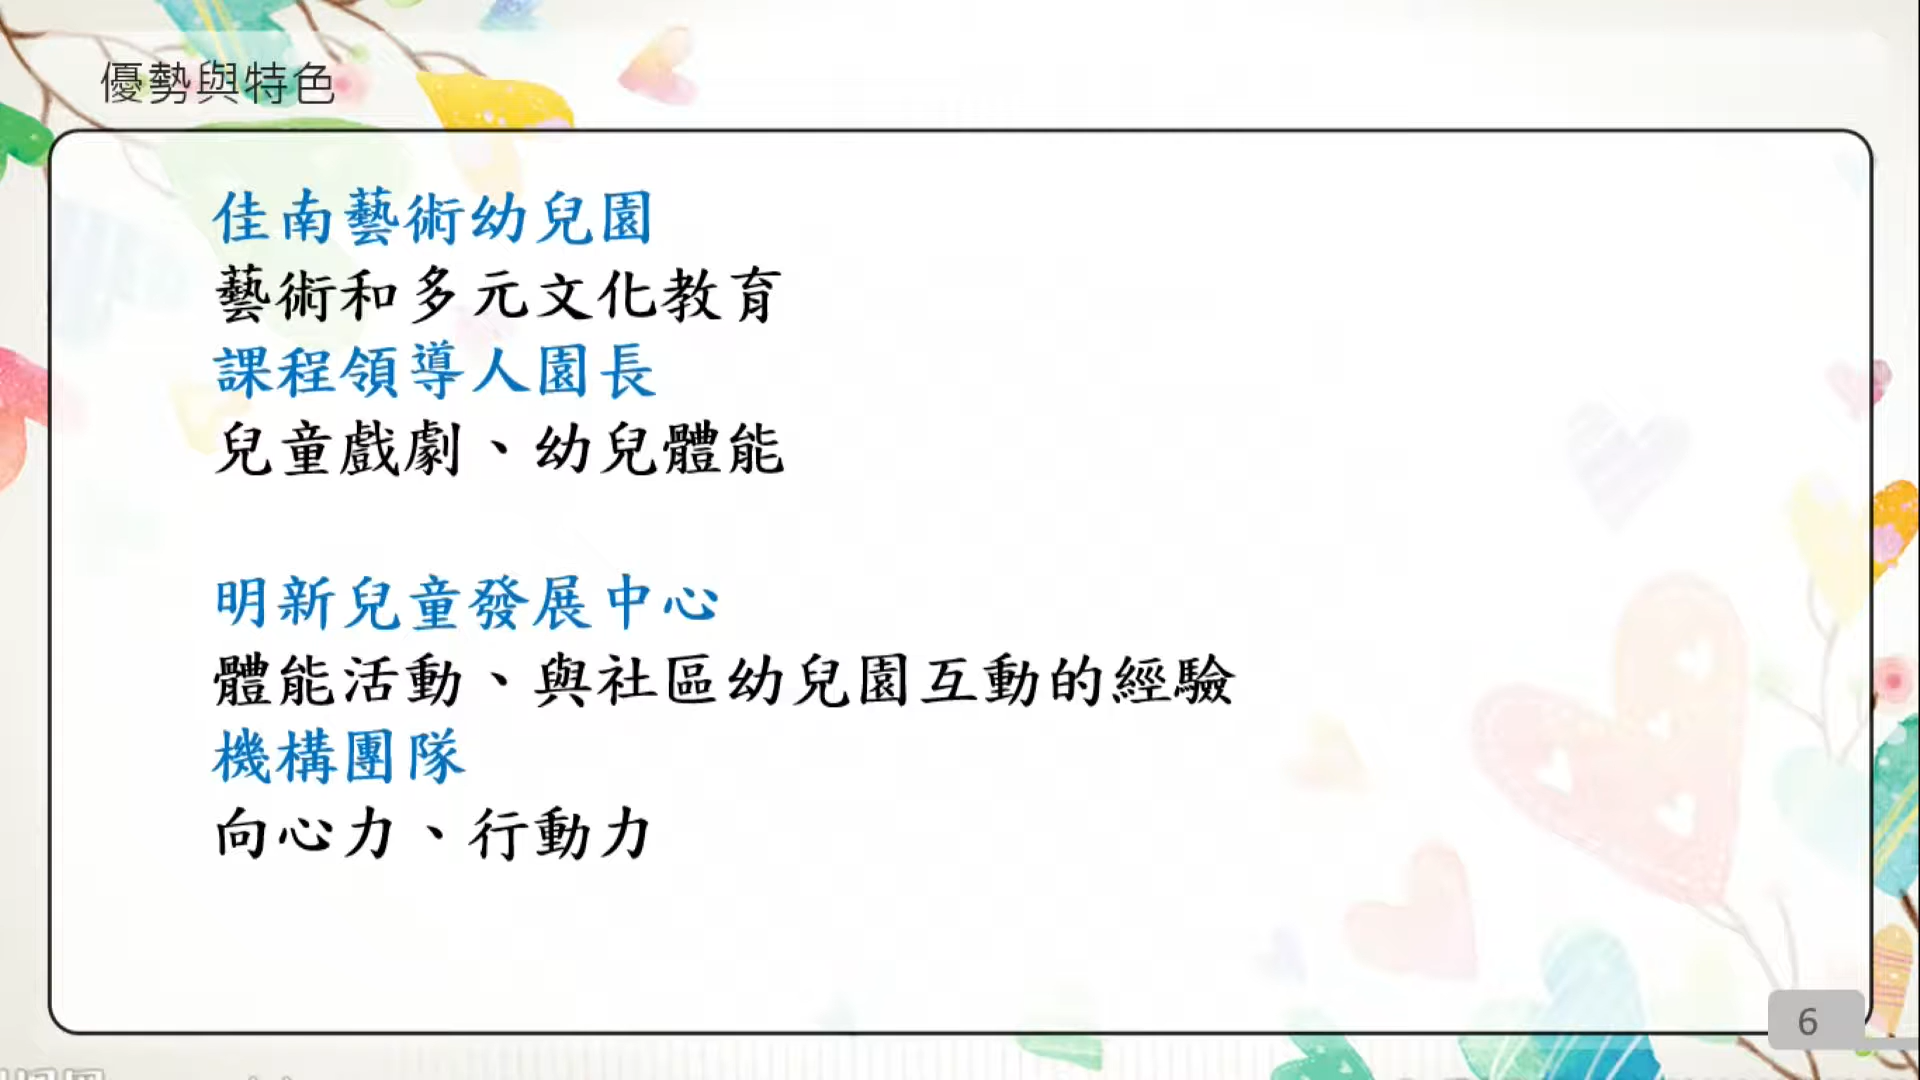 優勢與特色
佳南藝術幼兒園
藝術和多元文化教育
課程領導人園長
兒童戲劇、幼兒體能
明新兒童發展中心
體能活動、與社區幼兒園互動的經驗
機構團隊
向心力、行動力
6